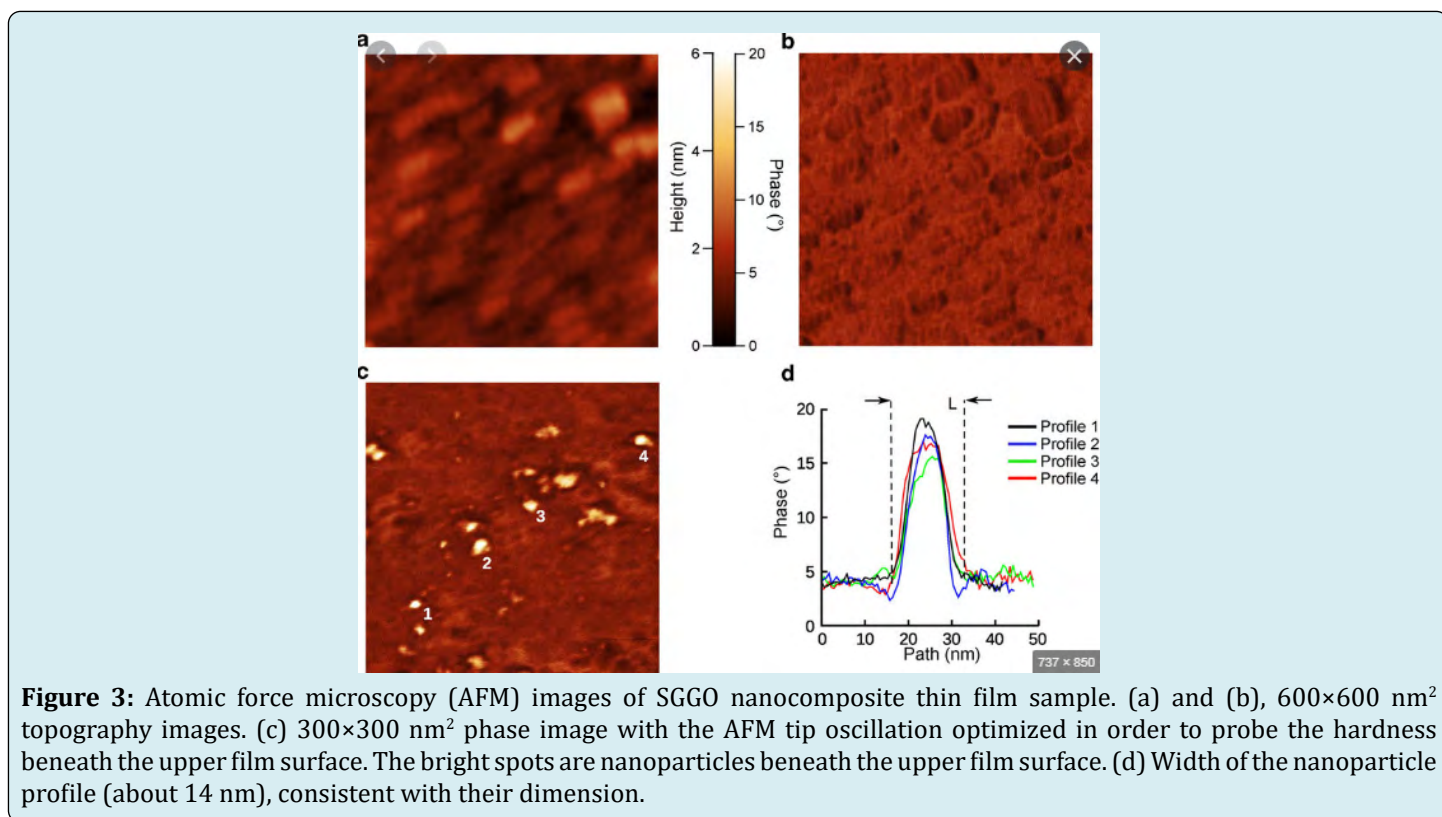 a
b
6
20
15
4
10
2
5
0
0
Height (nm)
Phase (°)
c
d
4
3
2
1
L
20
15
10
5
0
Phase (°)
0 10 20 30 40 50
Path (nm)
Profile 1
Profile 2
Profile 3
Profile 4
737 × 850
Figure 3: Atomic force microscopy (AFM) images of SGGO nanocomposite thin film sample. (a) and (b), 600×600 nm²
topography images. (c) 300×300 nm² phase image with the AFM tip oscillation optimized in order to probe the hardness
beneath the upper film surface. The bright spots are nanoparticles beneath the upper film surface. (d) Width of the nanoparticle
profile (about 14 nm), consistent with their dimension.